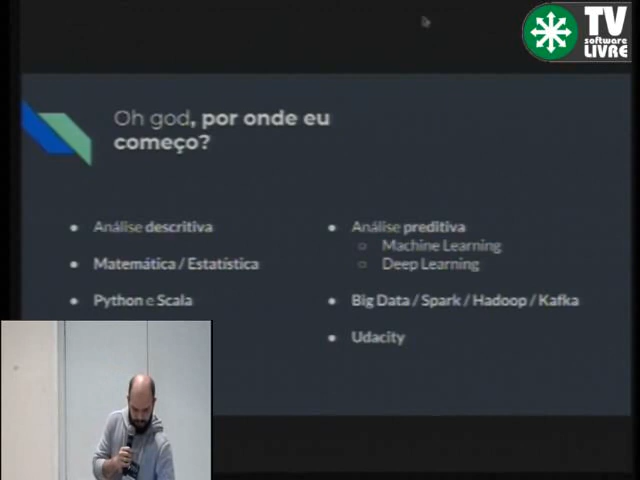 TV
software
LIVRE
Oh god, por onde eu
começo?
Análise descritiva
Matemática / Estatística
Python e Scala
Análise preditiva
Machine Learning
Deep Learning
Big Data / Spark / Hadoop / Kafka
Udacity